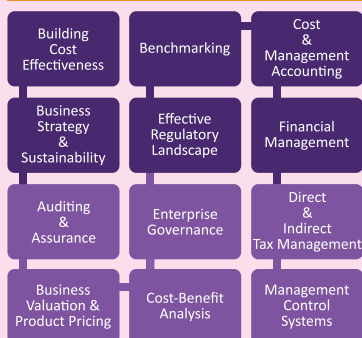 Building
Cost
Effectiveness
Benchmarking
Cost
&
Management
Accounting
Business
Strategy
&
Sustainability
Effective
Regulatory
Landscape
Financial
Management
Auditing
&
Assurance
Enterprise
Governance
Direct
&
Indirect
Tax Management
Business
Valuation &
Product Pricing
Cost-Benefit
Analysis
Management
Control
Systems